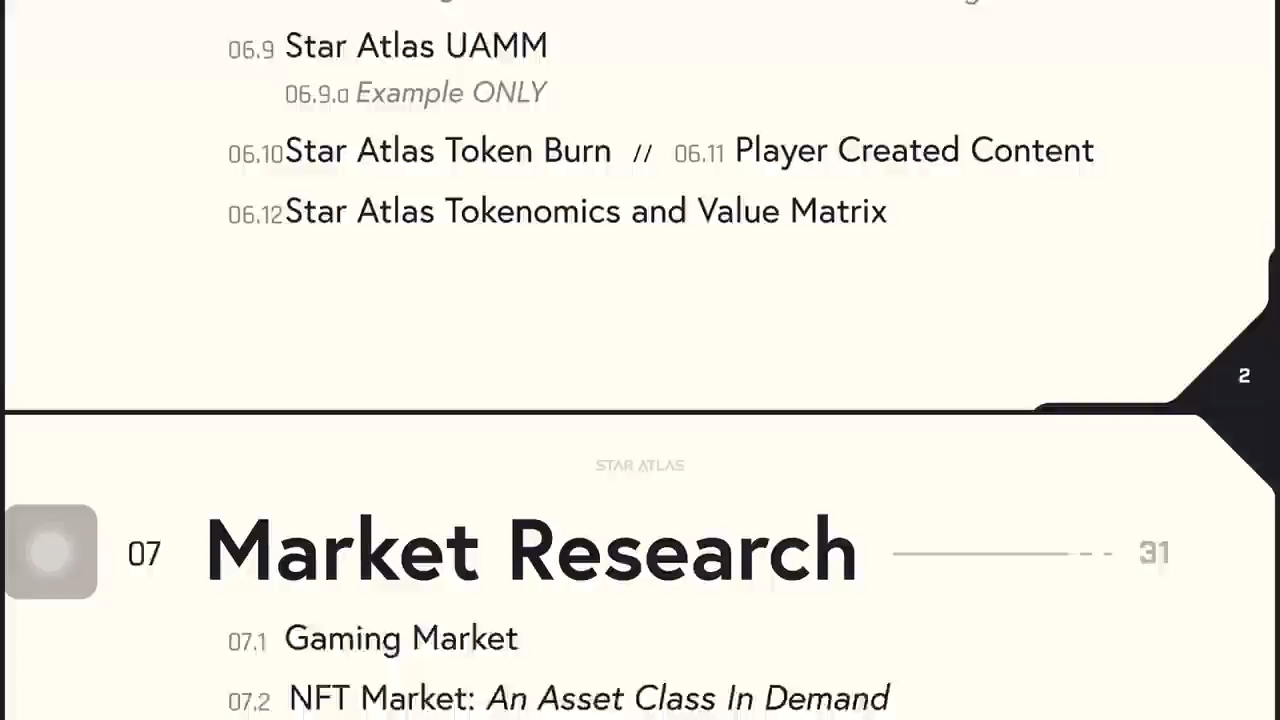 06.9 Star Atlas UAMM
06.9.a Example ONLY
06.10 Star Atlas Token Burn // 06.11 Player Created Content
06.12 Star Atlas Tokenomics and Value Matrix
2
STAR ATLAS
07 Market Research 31
07.1 Gaming Market
07.2 NFT Market: An Asset Class In Demand